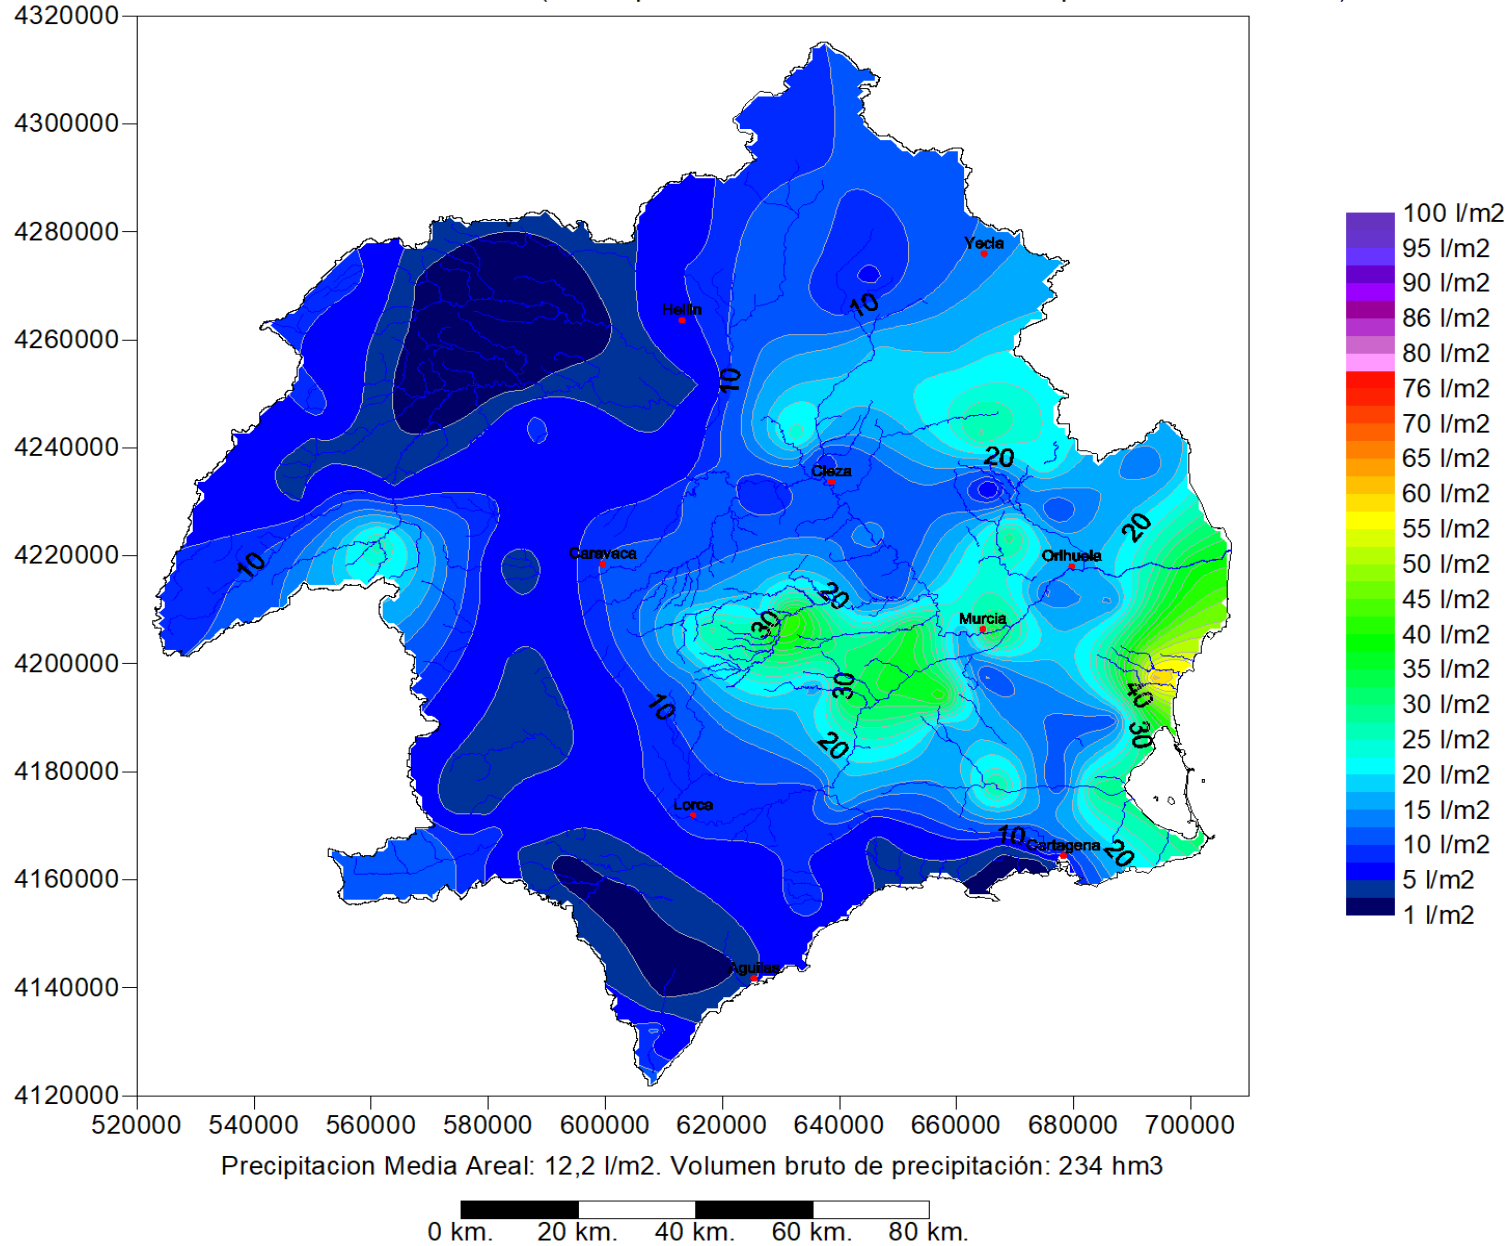 4320000
4300000
4280000
4260000
4240000
4220000
4200000
4180000
4160000
4140000
4120000
520000 540000 560000 580000 600000 620000 640000 660000 680000 700000
Yecla
10
Hellin
10
20
Cieza
20
Caravaca
10
Orihuela
20
30
Murcia
30
40
10
30
20
Lorca
10
Cartagena
20
Aguilas
100 l/m2
95 l/m2
90 l/m2
86 l/m2
80 l/m2
76 l/m2
70 l/m2
65 l/m2
60 l/m2
55 l/m2
50 l/m2
45 l/m2
40 l/m2
35 l/m2
30 l/m2
25 l/m2
20 l/m2
15 l/m2
10 l/m2
5 l/m2
1 l/m2
Precipitacion Media Areal: 12,2 l/m2. Volumen bruto de precipitación: 234 hm3
0 km. 20 km. 40 km. 60 km. 80 km.